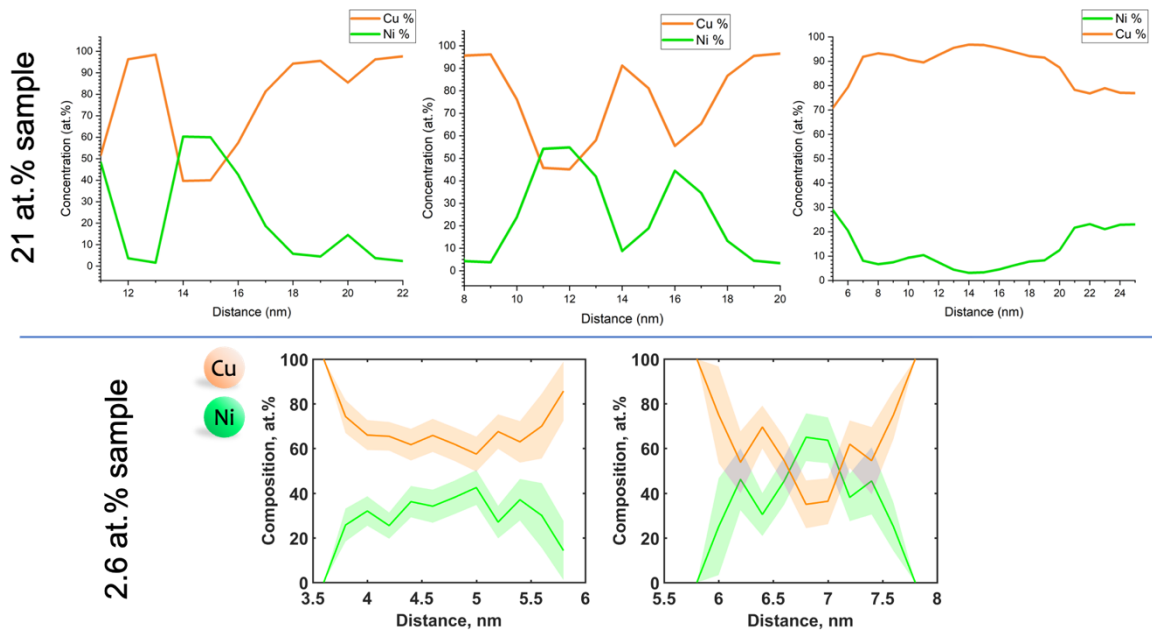 21 at.% sample
Cu %
Ni %
Concentration (at.%)
100
90
80
70
60
50
40
30
20
10
0
12 14 16 18 20 22
Distance (nm)
Cu %
Ni %
Concentration (at.%)
100
90
80
70
60
50
40
30
20
10
0
8 10 12 14 16 18 20
Distance (nm)
Ni %
Cu %
Concentration (at.%)
100
90
80
70
60
50
40
30
20
10
0
6 8 10 12 14 16 18 20 22 24
Distance (nm)
2.6 at.% sample
Cu
Ni
Composition, at.%
100
80
60
40
20
0
3.5 4 4.5 5 5.5 6
Distance, nm
Composition, at.%
100
80
60
40
20
0
5.5 6 6.5 7 7.5 8
Distance, nm